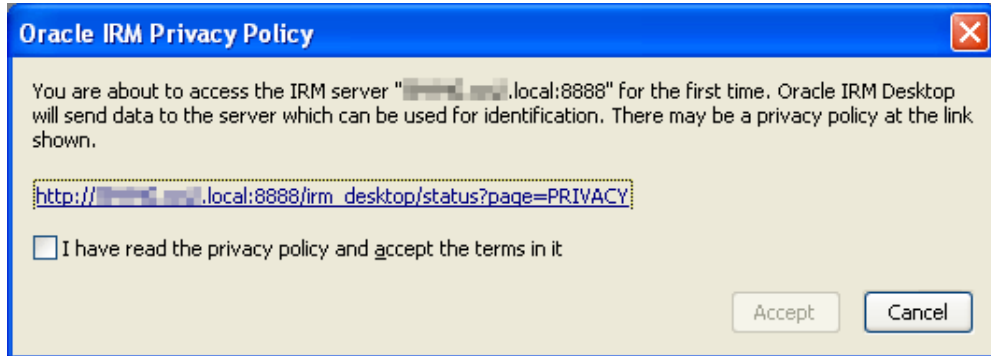 Oracle IRM Privacy Policy
You are about to access the IRM server " .local:8888" for the first time. Oracle IRM Desktop
will send data to the server which can be used for identification. There may be a privacy policy at the link
shown.
http:// .local:8888/irm_desktop/status?page=PRIVACY
I have read the privacy policy and accept the terms in it
Accept
Cancel